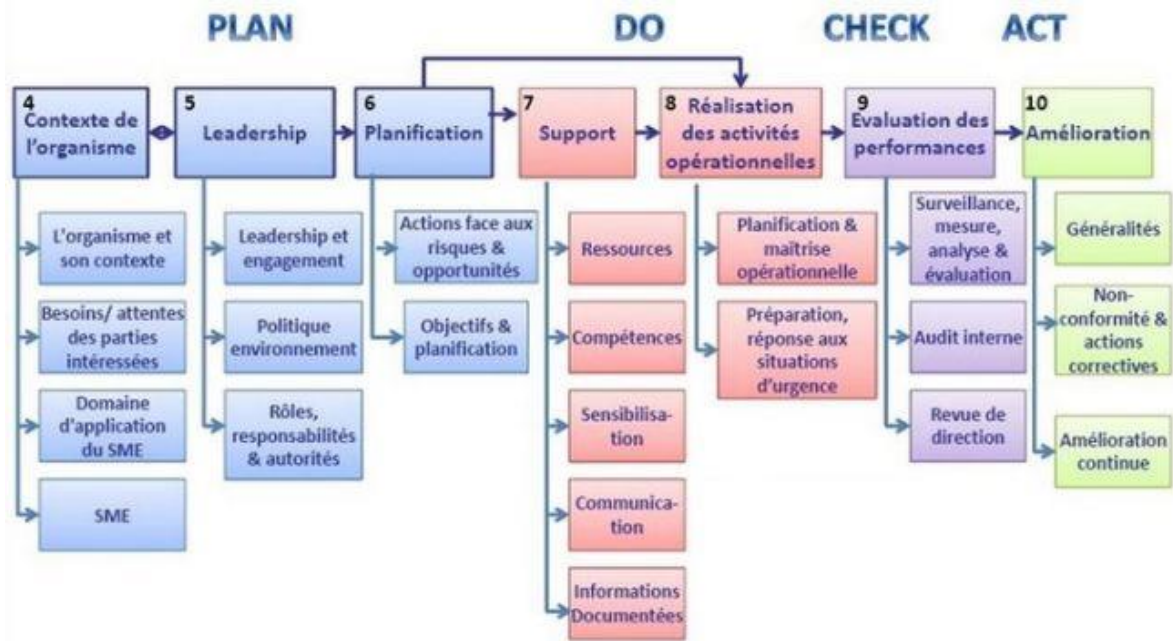 PLAN
DO
CHECK
ACT
4
Contexte de
l'organisme
5
Leadership
6
Planification
7
Support
8
Réalisation
des activités
opérationnelles
9
Evaluation des
performances
10
Amélioration
L'organisme et
son contexte
Besoins/ attentes
des parties
intéressées
Domaine
d'application
du SME
SME
Leadership et
engagement
Politique
environnement
Rôles,
responsabilités
& autorités
Actions face aux
risques &
opportunités
Objectifs &
planification
Ressources
Compétences
Sensibilisa-
tion
Communica-
tion
Informations
Documentées
Planification &
maîtrise
opérationnelle
Préparation,
réponse aux
situations
d'urgence
Surveillance,
mesure,
analyse &
évaluation
Audit interne
Revue de
direction
Généralités
Non-
conformité &
actions
correctives
Amélioration
continue